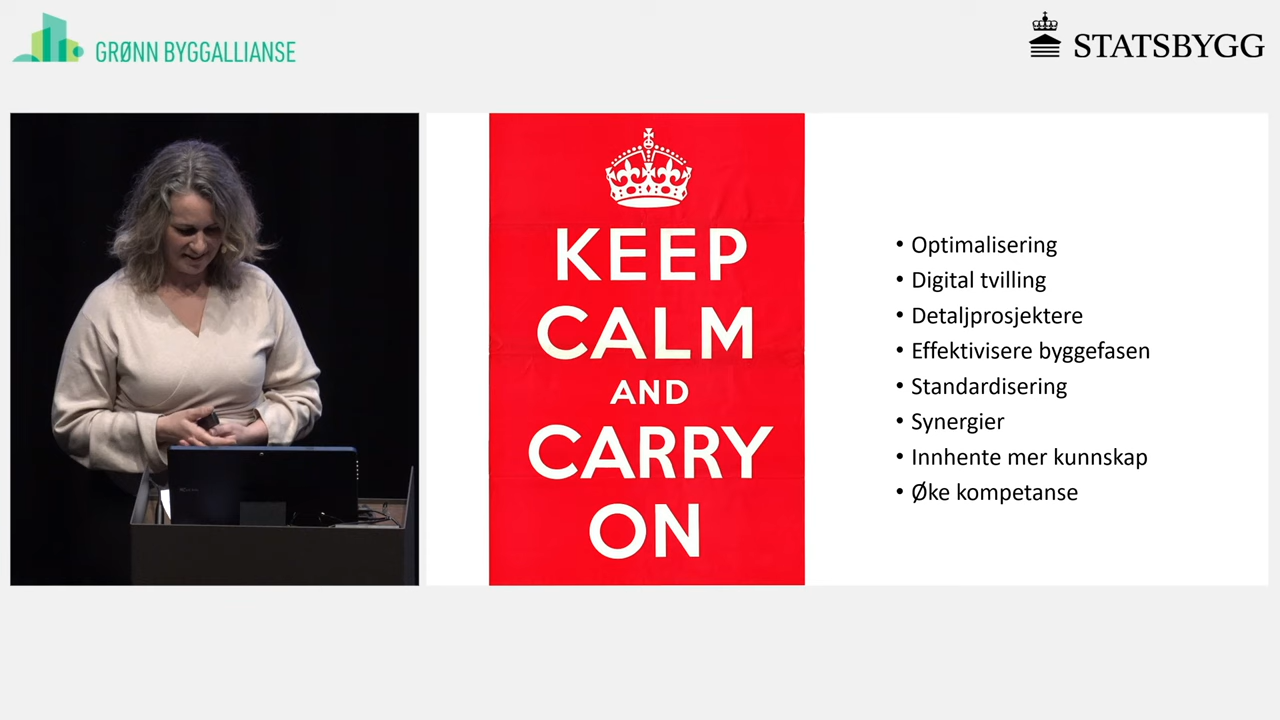 GRØNN BYGGALLIANSE
STATSBYGG
KEEP
CALM
AND
CARRY
ON
• Optimalisering
• Digital tvilling
• Detaljprosjektere
• Effektivisere byggefasen
• Standardisering
• Synergier
• Innhente mer kunnskap
• Øke kompetanse